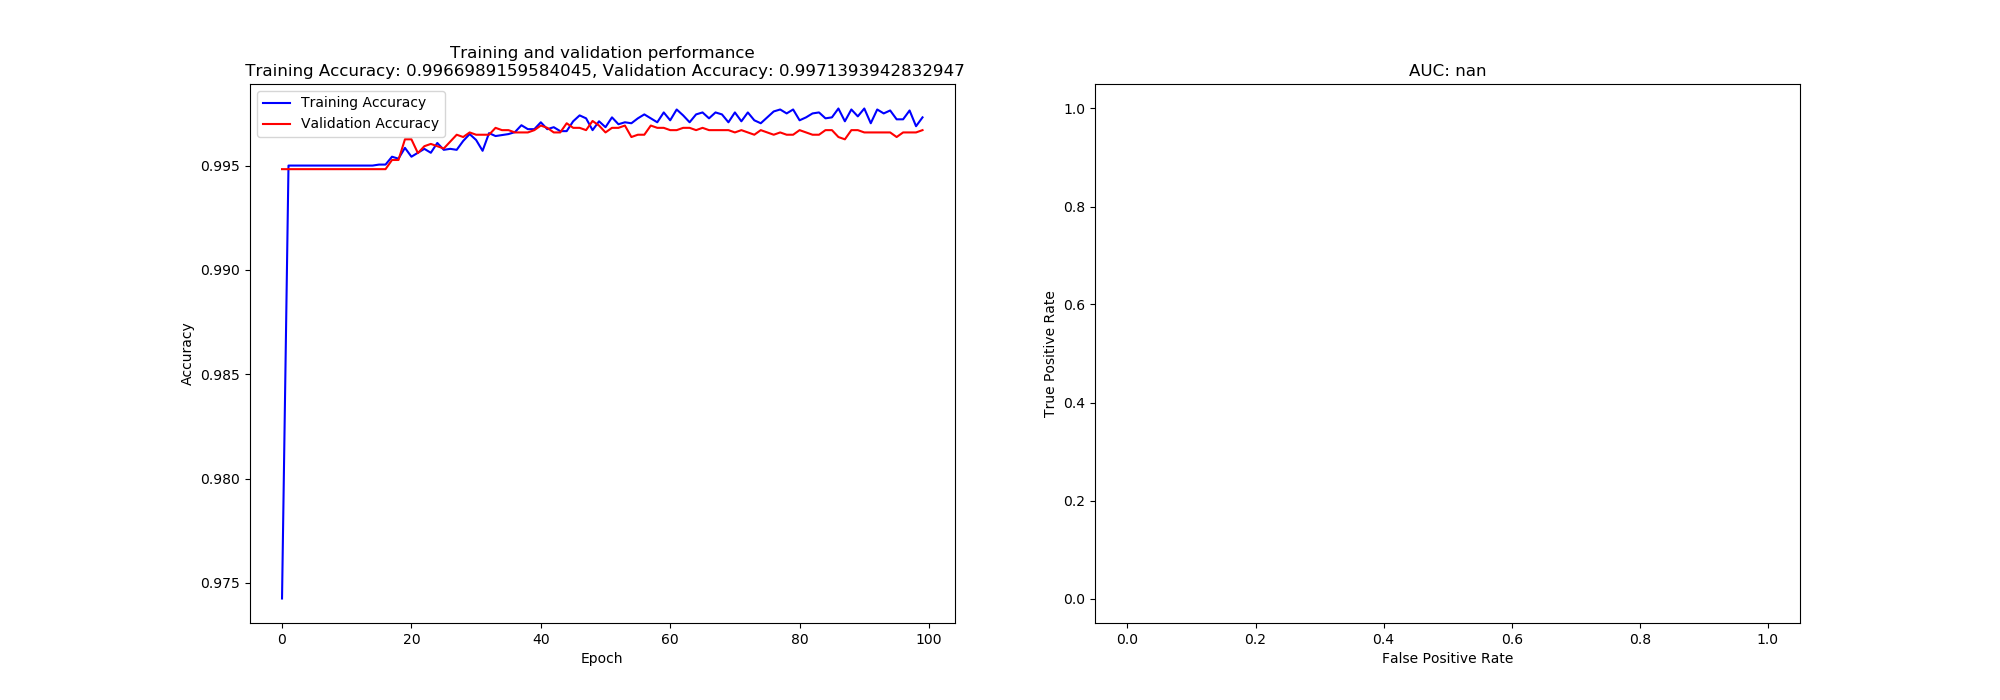 Training and validation performance
Training Accuracy: 0.9966989159584045, Validation Accuracy: 0.9971393942832947
Training Accuracy
Validation Accuracy
0.995
0.990
0.985
0.980
0.975
Accuracy
0
20
40
60
80
100
Epoch
AUC: nan
1.0
0.8
0.6
0.4
0.2
0.0
True Positive Rate
0.0
0.2
0.4
0.6
0.8
1.0
False Positive Rate